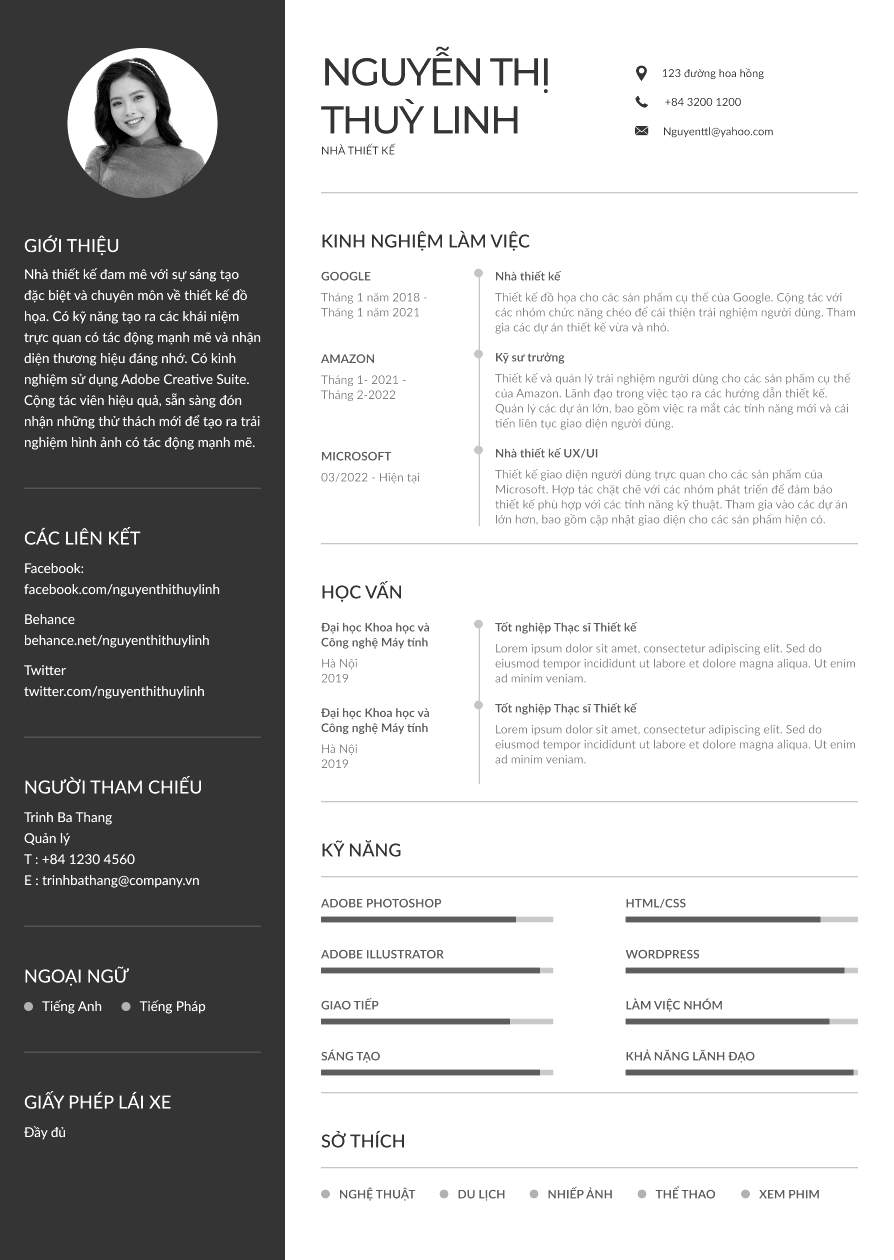 NGUYỄN THỊ
THUỲ LINH
NHÀ THIẾT KẾ
123 đường hoa hồng
+84 3200 1200
Nguyenttl@yahoo.com
GIỚI THIỆU
Nhà thiết kế đam mê với sự sáng tạo
đặc biệt và chuyên môn về thiết kế đồ
họa. Có kỹ năng tạo ra các khái niệm
trực quan có tác động mạnh mẽ và nhận
diện thương hiệu đáng nhớ. Có kinh
nghiệm sử dụng Adobe Creative Suite.
Cộng tác viên hiệu quả, sẵn sàng đón
nhận những thử thách mới để tạo ra trải
nghiệm hình ảnh có tác động mạnh mẽ.
CÁC LIÊN KẾT
Facebook:
facebook.com/nguyenthithuylinh
Behance
behance.net/nguyenthithuylinh
Twitter
twitter.com/nguyenthithuylinh
NGƯỜI THAM CHIẾU
Trinh Ba Thang
Quản lý
T : +84 1230 4560
E : trinhbathang@company.vn
NGOẠI NGỮ
Tiếng Anh
Tiếng Pháp
GIẤY PHÉP LÁI XE
Đầy đủ
KINH NGHIỆM LÀM VIỆC
GOOGLE
Tháng 1 năm 2018 -
Tháng 1 năm 2021
Nhà thiết kế
Thiết kế đồ họa cho các sản phẩm cụ thể của Google. Cộng tác với
các nhóm chức năng chéo để cải thiện trải nghiệm người dùng. Tham
gia các dự án thiết kế vừa và nhỏ.
AMAZON
Tháng 1- 2021 -
Tháng 2-2022
Kỹ sư trưởng
Thiết kế và quản lý trải nghiệm người dùng cho các sản phẩm cụ thể
của Amazon. Lãnh đạo trong việc tạo ra các hướng dẫn thiết kế.
Quản lý các dự án lớn, bao gồm việc ra mắt các tính năng mới và cải
tiến liên tục giao diện người dùng.
MICROSOFT
03/2022 - Hiện tại
Nhà thiết kế UX/UI
Thiết kế giao diện người dùng trực quan cho các sản phẩm của
Microsoft. Hợp tác chặt chẽ với các nhóm phát triển để đảm bảo
thiết kế phù hợp với các tính năng kỹ thuật. Tham gia vào các dự án
lớn hơn, bao gồm cập nhật giao diện cho các sản phẩm hiện có.
HỌC VẤN
Đại học Khoa học và
Công nghệ Máy tính
Hà Nội
2019
Tốt nghiệp Thạc sĩ Thiết kế
Lorem ipsum dolor sit amet, consectetur adipiscing elit. Sed do
eiusmod tempor incididunt ut labore et dolore magna aliqua. Ut enim
ad minim veniam.
Đại học Khoa học và
Công nghệ Máy tính
Hà Nội
2019
Tốt nghiệp Thạc sĩ Thiết kế
Lorem ipsum dolor sit amet, consectetur adipiscing elit. Sed do
eiusmod tempor incididunt ut labore et dolore magna aliqua. Ut enim
ad minim veniam.
KỸ NĂNG
ADOBE PHOTOSHOP
HTML/CSS
ADOBE ILLUSTRATOR
WORDPRESS
GIAO TIẾP
LÀM VIỆC NHÓM
SÁNG TẠO
KHẢ NĂNG LÃNH ĐẠO
SỞ THÍCH
NGHỆ THUẬT
DU LỊCH
NHIẾP ẢNH
THỂ THAO
XEM PHIM